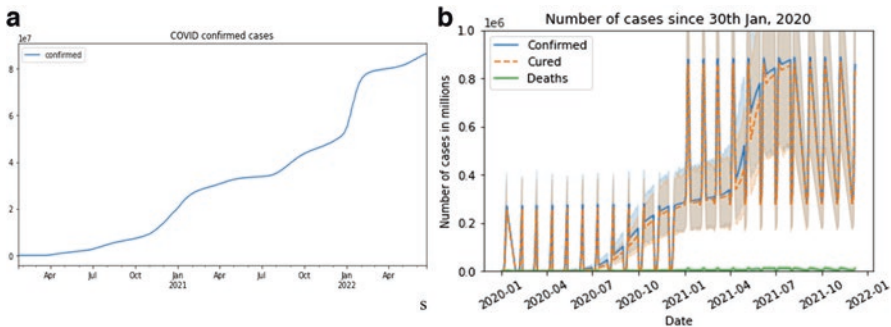 a
COVID confirmed cases
1e7
confirmed
8
6
4
2
0
Apr Jul Oct Jan Apr Jul Oct Jan Apr
2021 2022
s
b
Number of cases since 30th Jan, 2020
1e6
Confirmed
Cured
Deaths
Number of cases in millions
1.0
0.8
0.6
0.4
0.2
0.0
2020-01 2020-04 2020-07 2020-10 2021-01 2021-04 2021-07 2021-11 2022-01
Date